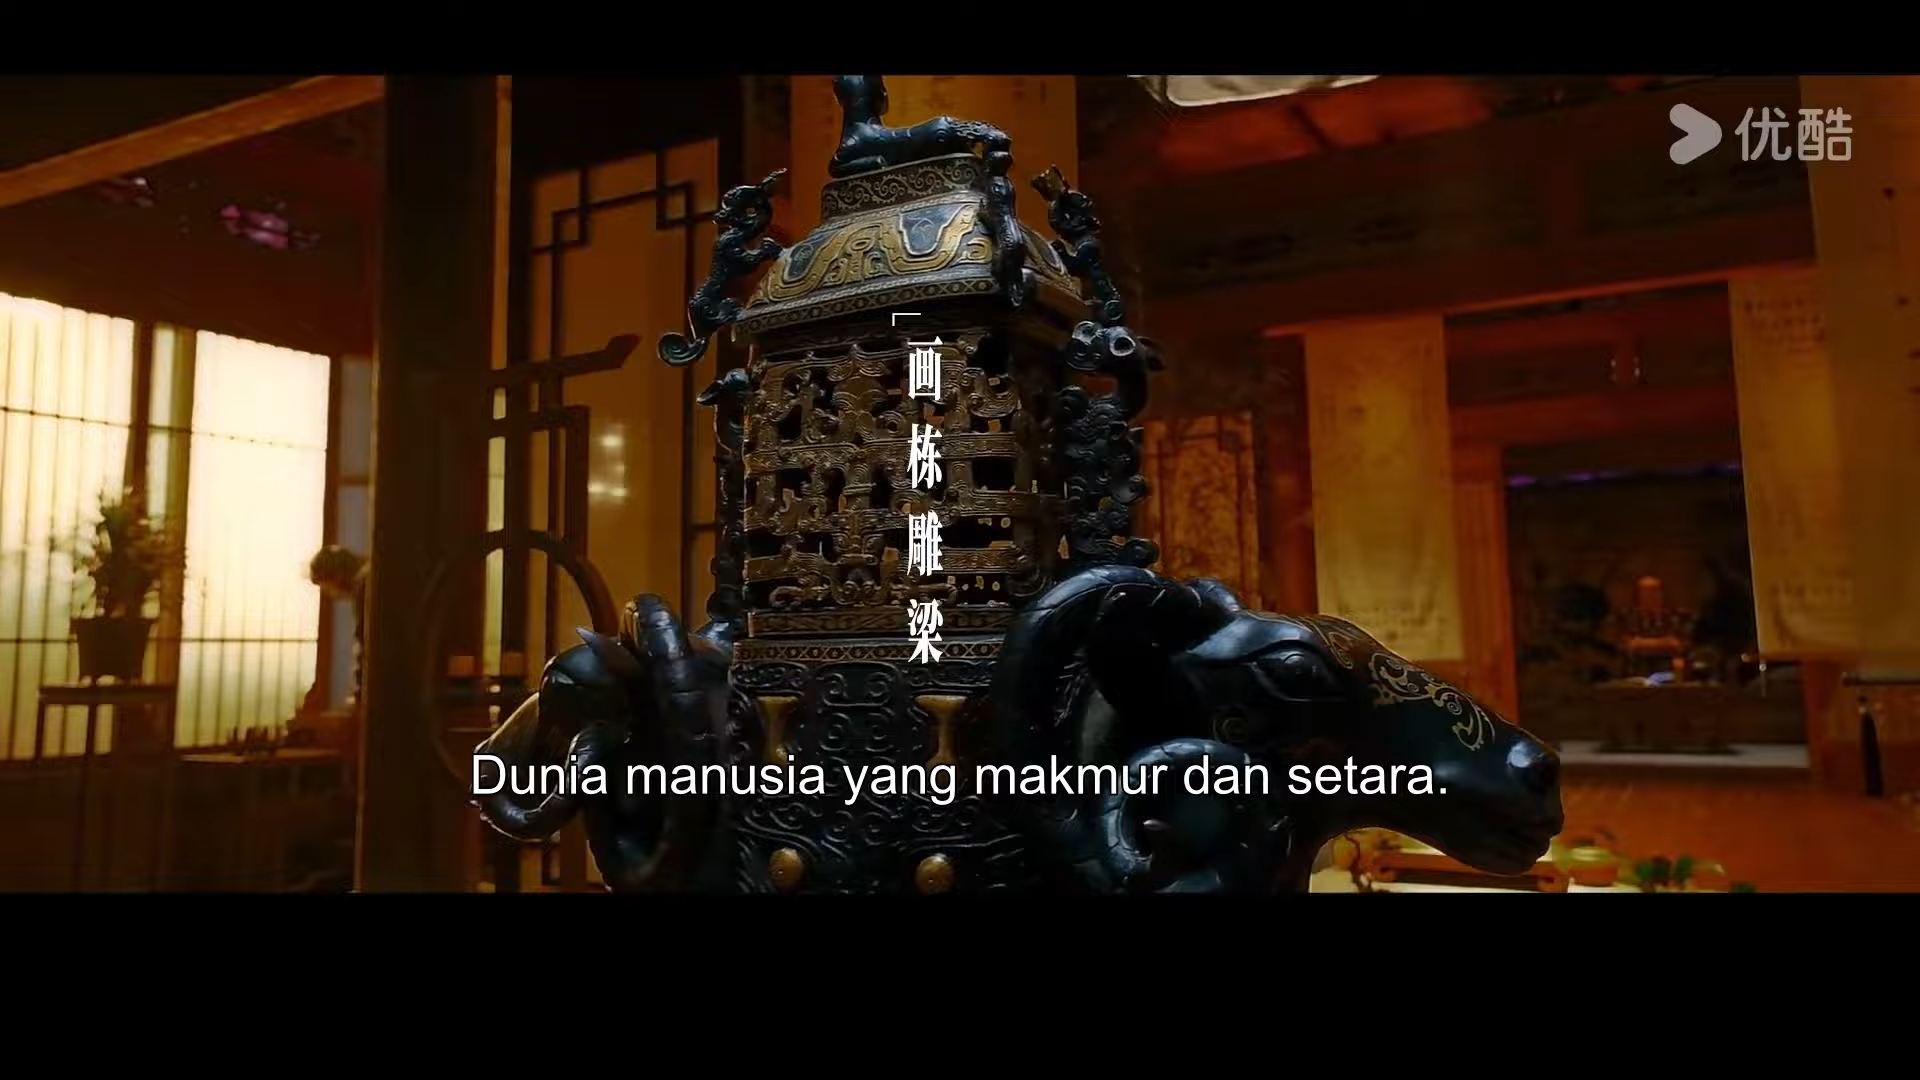 优酷
「画栋雕梁
Dunia manusia yang makmur dan setara.